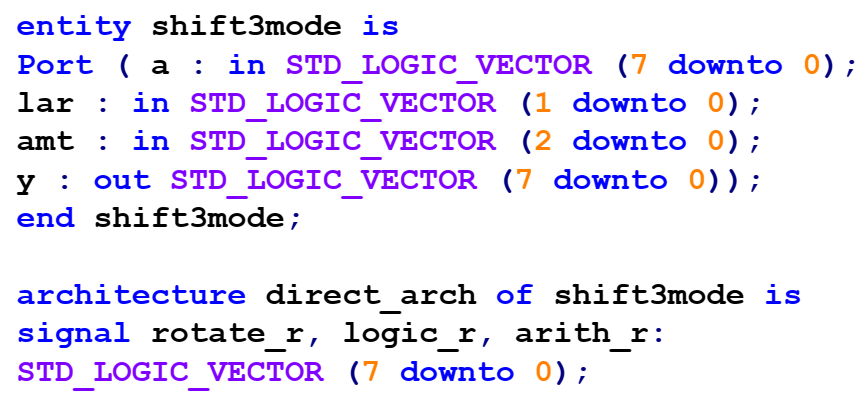 entity shift3mode is
Port ( a : in STD_LOGIC_VECTOR (7 downto 0);
lar : in STD_LOGIC_VECTOR (1 downto 0);
amt : in STD_LOGIC_VECTOR (2 downto 0);
y : out STD_LOGIC_VECTOR (7 downto 0));
end shift3mode;
architecture direct_arch of shift3mode is
signal rotate_r, logic_r, arith_r:
STD_LOGIC_VECTOR (7 downto 0);